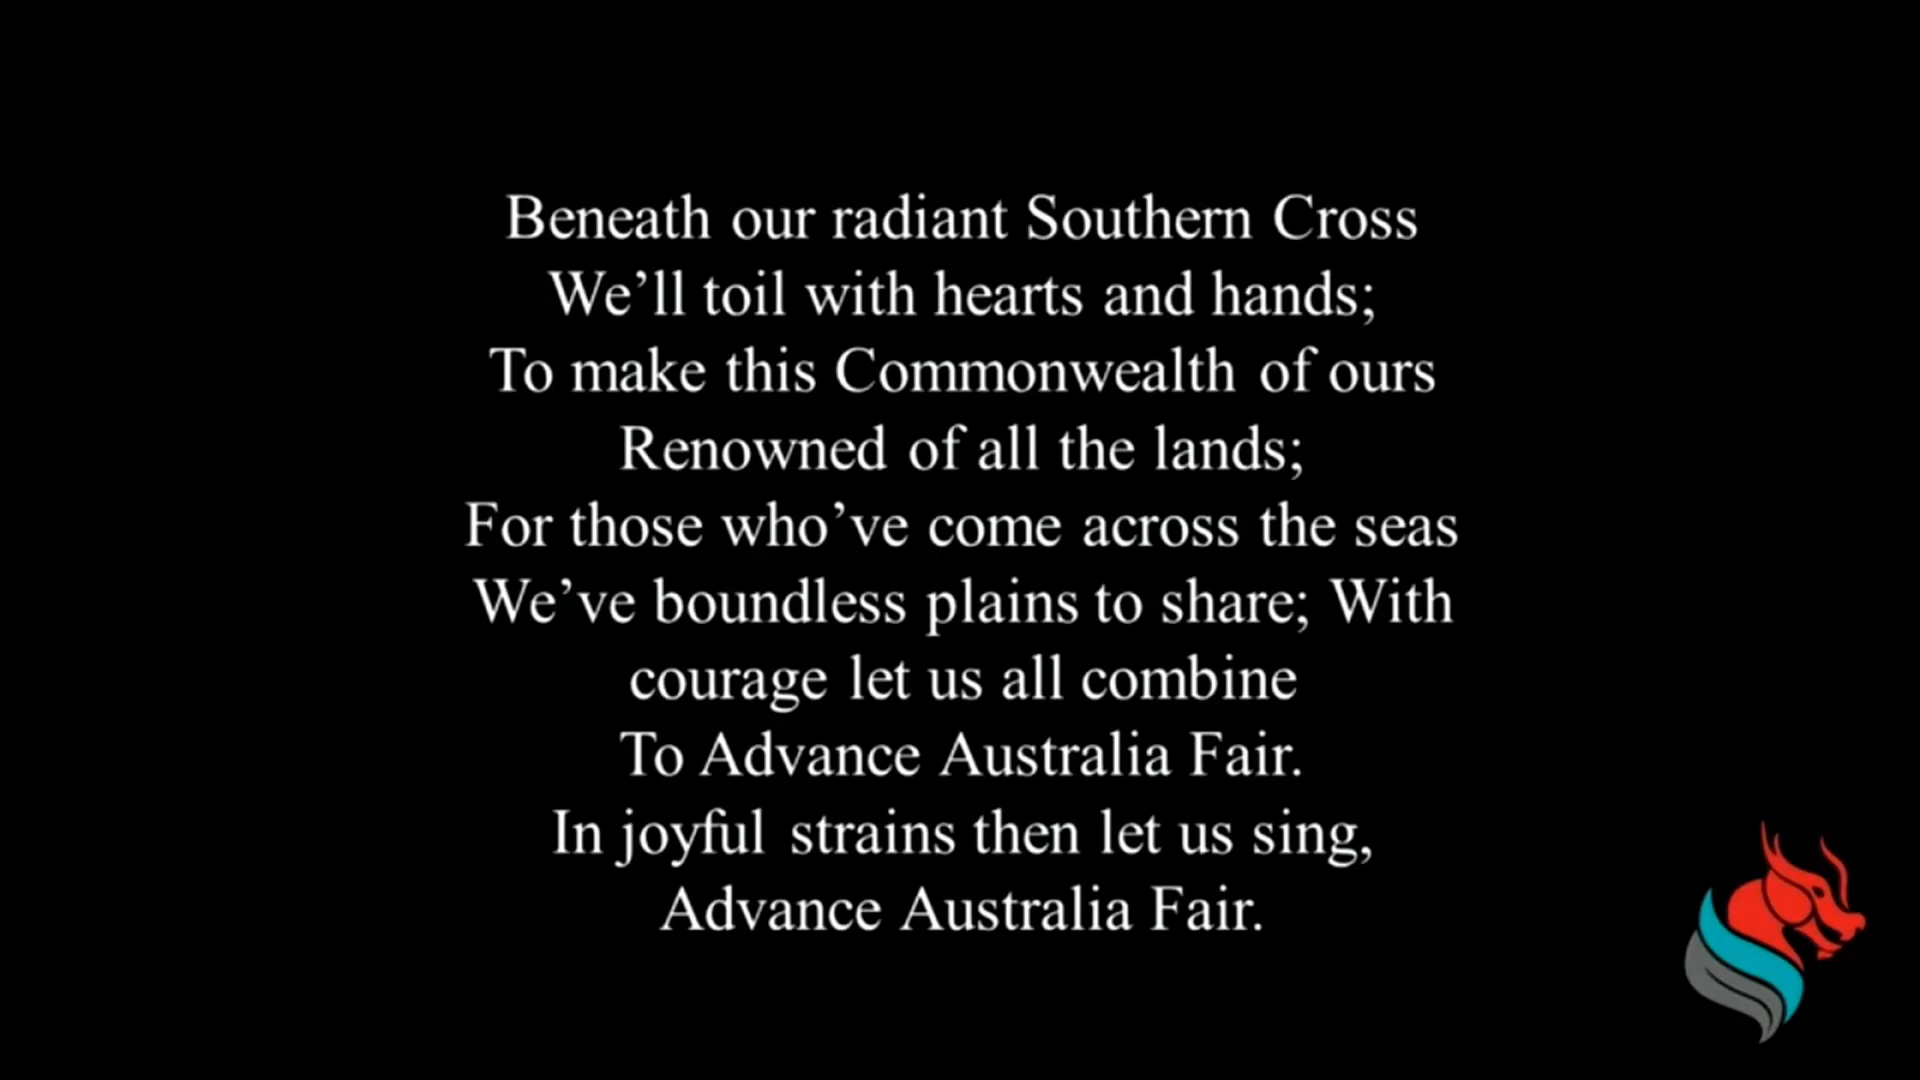 Beneath our radiant Southern Cross
We’ll toil with hearts and hands;
To make this Commonwealth of ours
Renowned of all the lands;
For those who’ve come across the seas
We’ve boundless plains to share; With
courage let us all combine
To Advance Australia Fair.
In joyful strains then let us sing,
Advance Australia Fair.